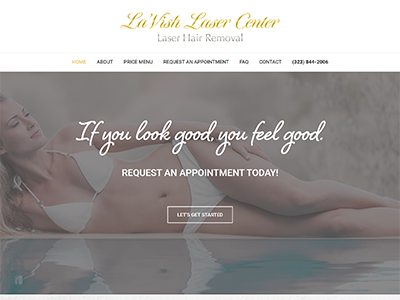 La'Vish Laser Center
Laser Hair Removal
HOME ABOUT PRICE MENU REQUEST AN APPOINTMENT FAQ CONTACT (323) 844-2006
If you look good, you feel good.
REQUEST AN APPOINTMENT TODAY!
LET'S GET STARTED